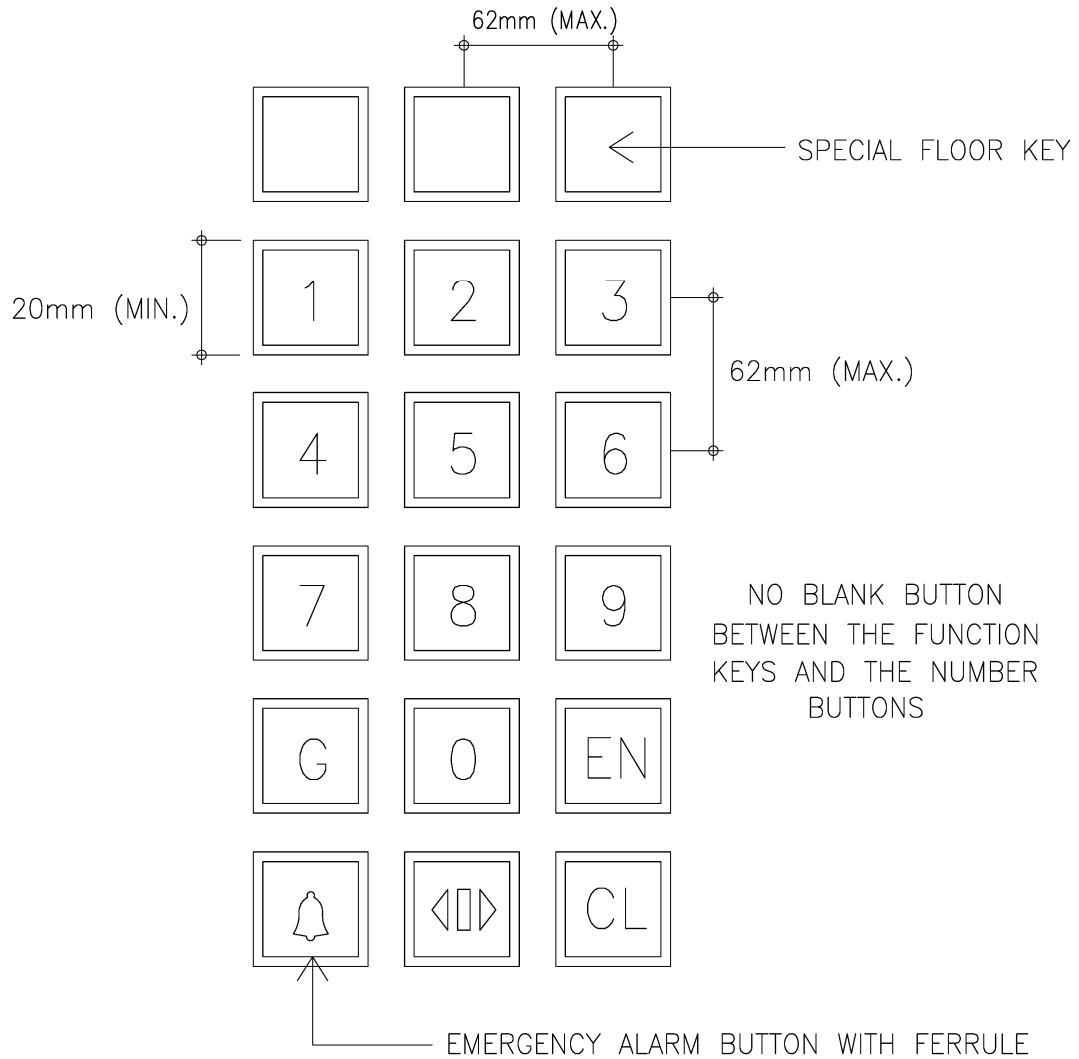 62mm (MAX.)
SPECIAL FLOOR KEY
20mm (MIN.)
1 2 3
62mm (MAX.)
4 5 6
7 8 9
NO BLANK BUTTON
BETWEEN THE FUNCTION
KEYS AND THE NUMBER
BUTTONS
G 0 EN
CL
EMERGENCY ALARM BUTTON WITH FERRULE